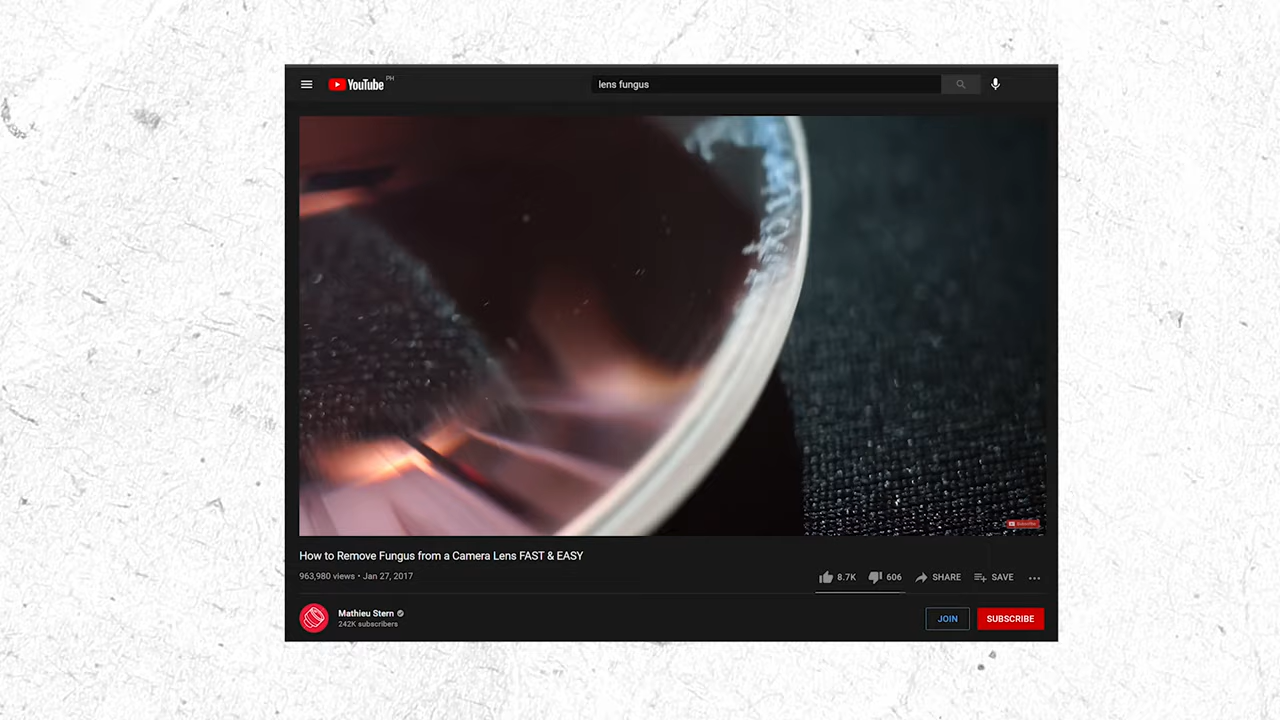 YouTube PH
lens fungus
Subscribe
How to Remove Fungus from a Camera Lens FAST & EASY
963,980 views • Jan 27, 2017
8.7K 606 SHARE SAVE
Mathieu Stern
242K subscribers
JOIN SUBSCRIBE